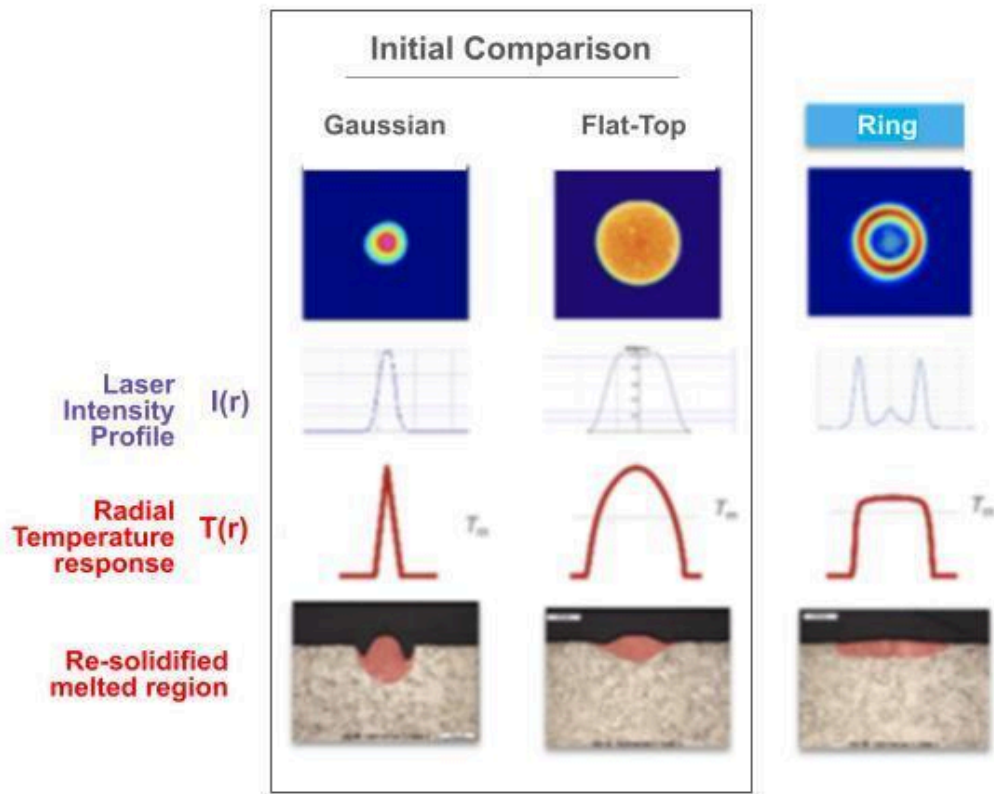 Initial Comparison
Gaussian
Flat-Top
Ring
Laser
Intensity
Profile
I(r)
Radial
Temperature
response
T(r)
Tm
Tm
Tm
Re-solidified
melted region